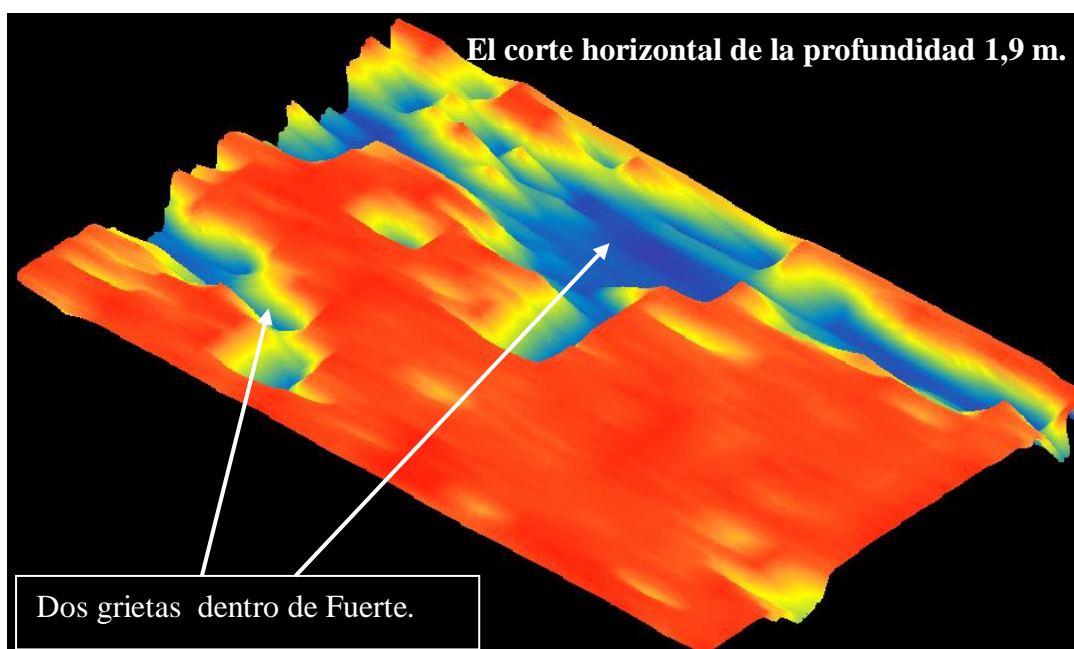 El corte horizontal de la profundidad 1,9 m.
Dos grietas  dentro de Fuerte.